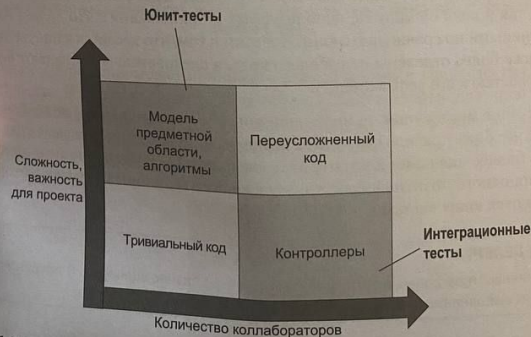 Юнит-тесты
Модель
предметной
области,
алгоритмы
Переусложненный
код
Сложность,
важность
для проекта
Тривиальный код
Контроллеры
Интеграционные
тесты
Количество коллабораторов